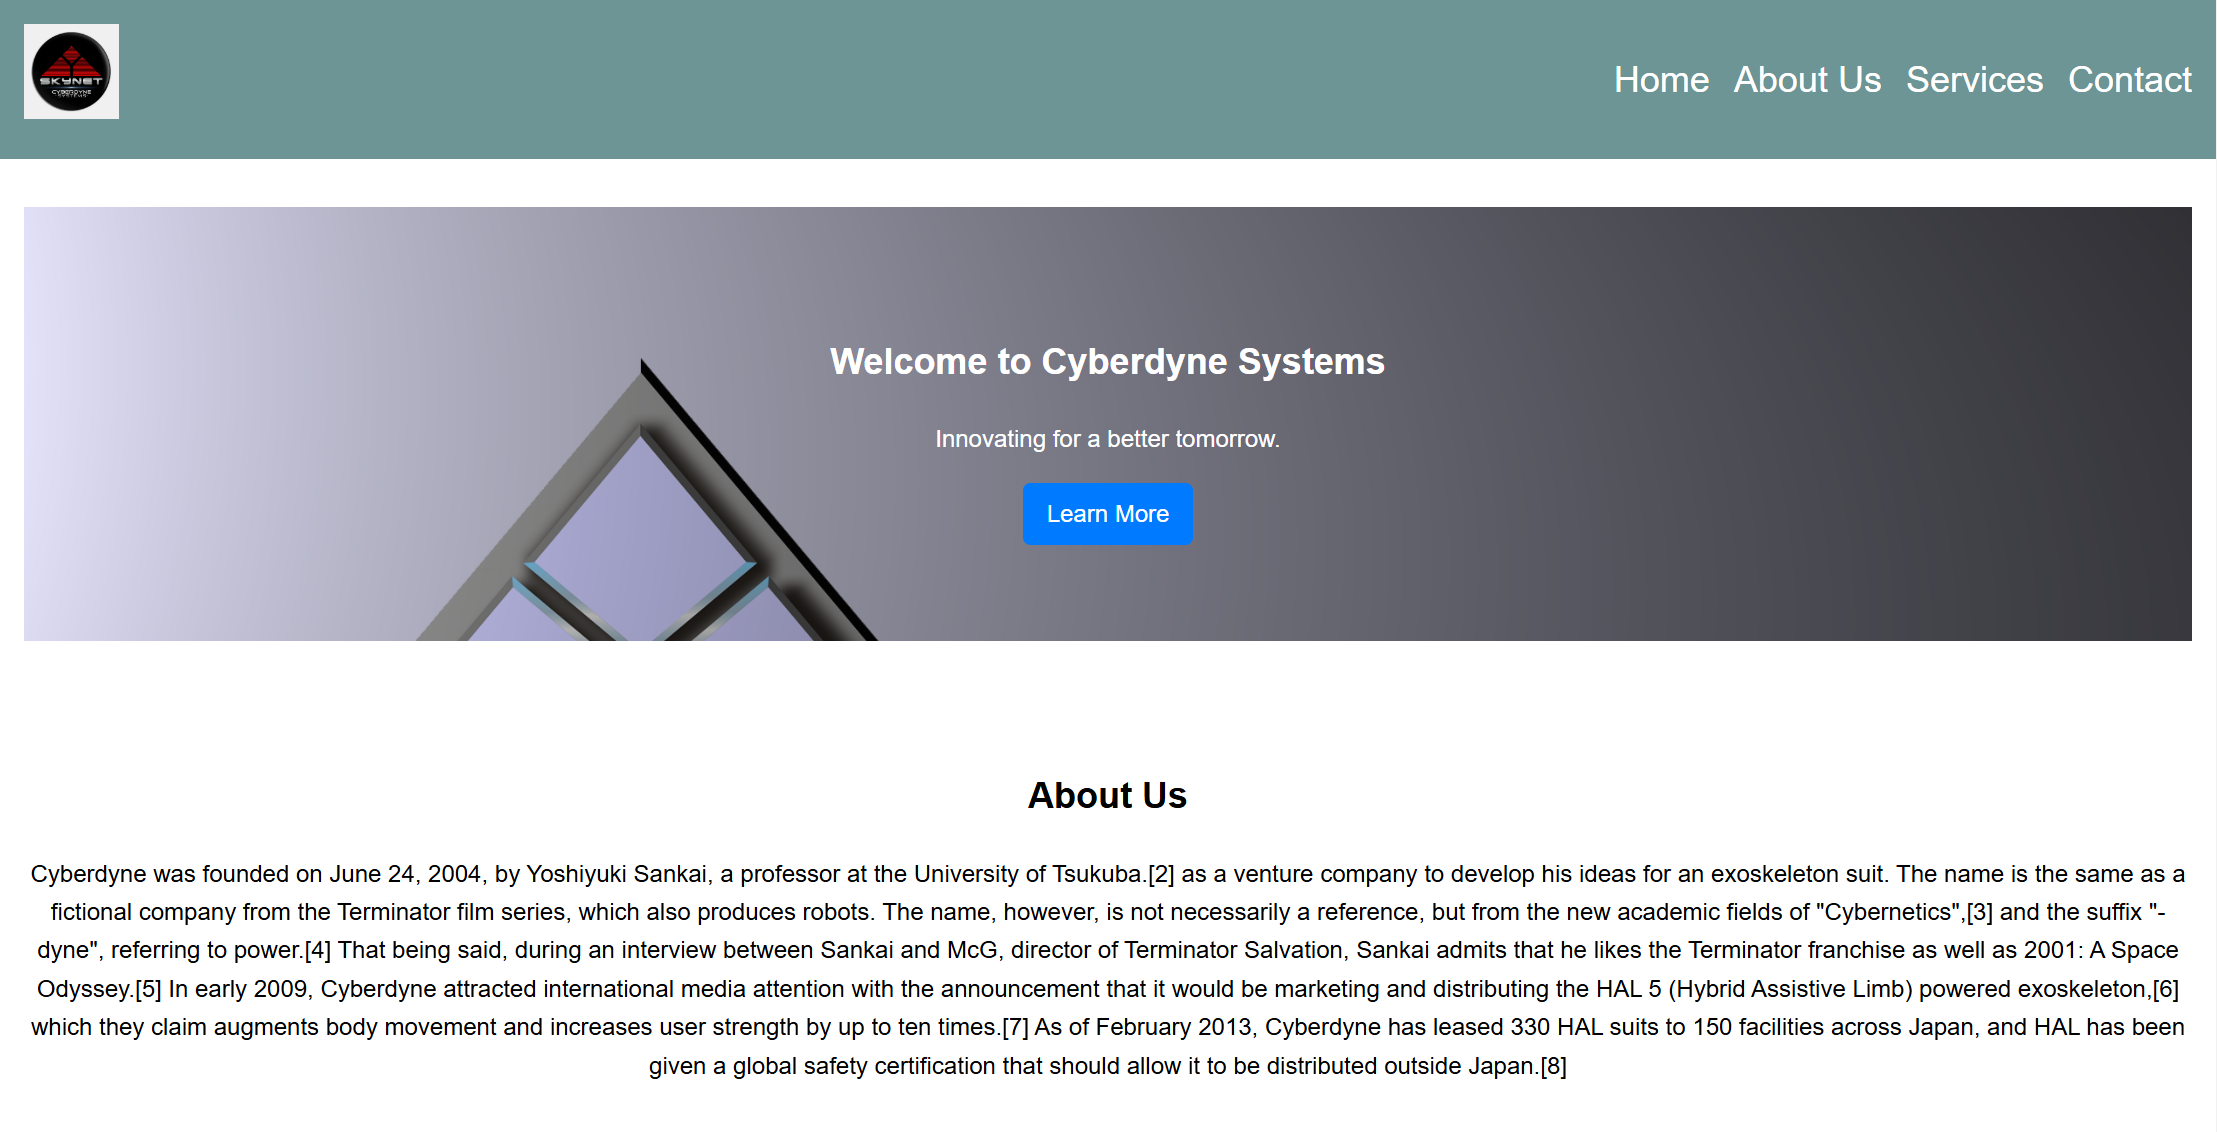 SKYNET
CYBERDYNE
SYSTEMS
Home About Us Services Contact
Welcome to Cyberdyne Systems
Innovating for a better tomorrow.
Learn More
About Us
Cyberdyne was founded on June 24, 2004, by Yoshiyuki Sankai, a professor at the University of Tsukuba.[2] as a venture company to develop his ideas for an exoskeleton suit. The name is the same as a
fictional company from the Terminator film series, which also produces robots. The name, however, is not necessarily a reference, but from the new academic fields of "Cybernetics",[3] and the suffix "-
dyne", referring to power.[4] That being said, during an interview between Sankai and McG, director of Terminator Salvation, Sankai admits that he likes the Terminator franchise as well as 2001: A Space
Odyssey.[5] In early 2009, Cyberdyne attracted international media attention with the announcement that it would be marketing and distributing the HAL 5 (Hybrid Assistive Limb) powered exoskeleton,[6]
which they claim augments body movement and increases user strength by up to ten times.[7] As of February 2013, Cyberdyne has leased 330 HAL suits to 150 facilities across Japan, and HAL has been
given a global safety certification that should allow it to be distributed outside Japan.[8]